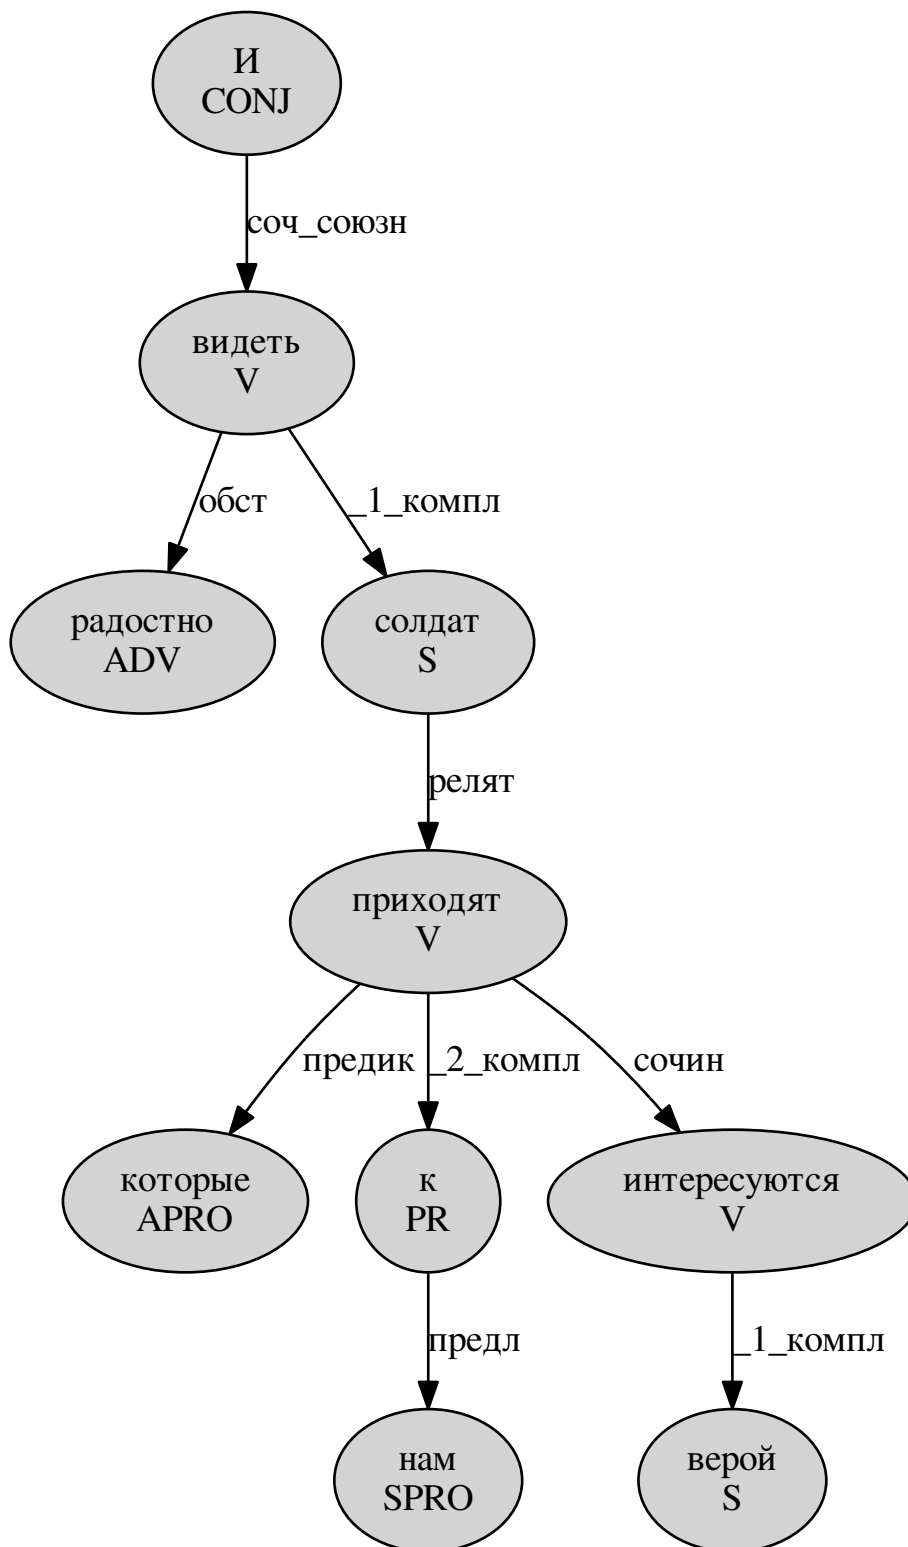 И
CONJ
соч_союзн
видеть
V
обст
_1_компл
радостно
ADV
солдат
S
релят
приходят
V
предик
_2_компл
сочин
которые
APRO
к
PR
интересуются
V
предл
_1_компл
нам
SPRO
верой
S